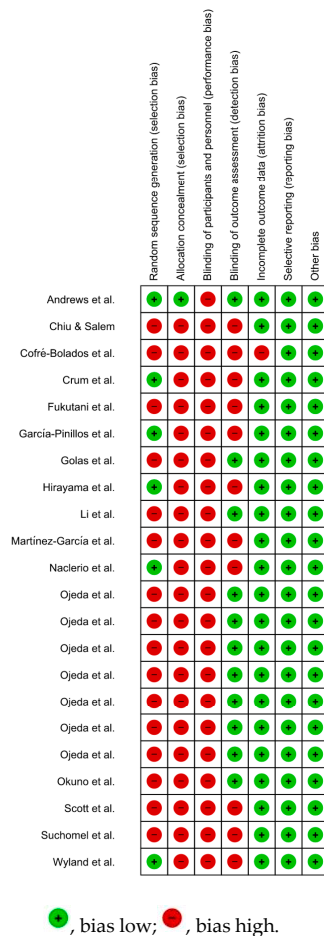 Random sequence generation (selection bias)
Allocation concealment (selection bias)
Blinding of participants and personnel (performance bias)
Blinding of outcome assessment (detection bias)
Incomplete outcome data (attrition bias)
Selective reporting (reporting bias)
Other bias
Andrews et al. + + - + + + +
Chiu & Salem - - - - + + +
Cofré-Bolados et al. - - - - - + +
Crum et al. + - - - + + +
Fukutani et al. - - - - + + +
García-Pinillos et al. + - - - + + +
Golas et al. - - - + + + +
Hirayama et al. + - - - + + +
Li et al. - - - + + + +
Martínez-García et al. - - - - + + +
Naclerio et al. + - - - + + +
Ojeda et al. - - - + + + +
Ojeda et al. - - - + + + +
Ojeda et al. - - - + + + +
Ojeda et al. - - - + + + +
Ojeda et al. - - - + + + +
Ojeda et al. - - - + + + +
Ojeda et al. - - - + + + +
Okuno et al. - - - + + + +
Scott et al. - - - - + + +
Suchomel et al. - - - - + + +
Wyland et al. + - - - + + +
+, bias low; -, bias high.